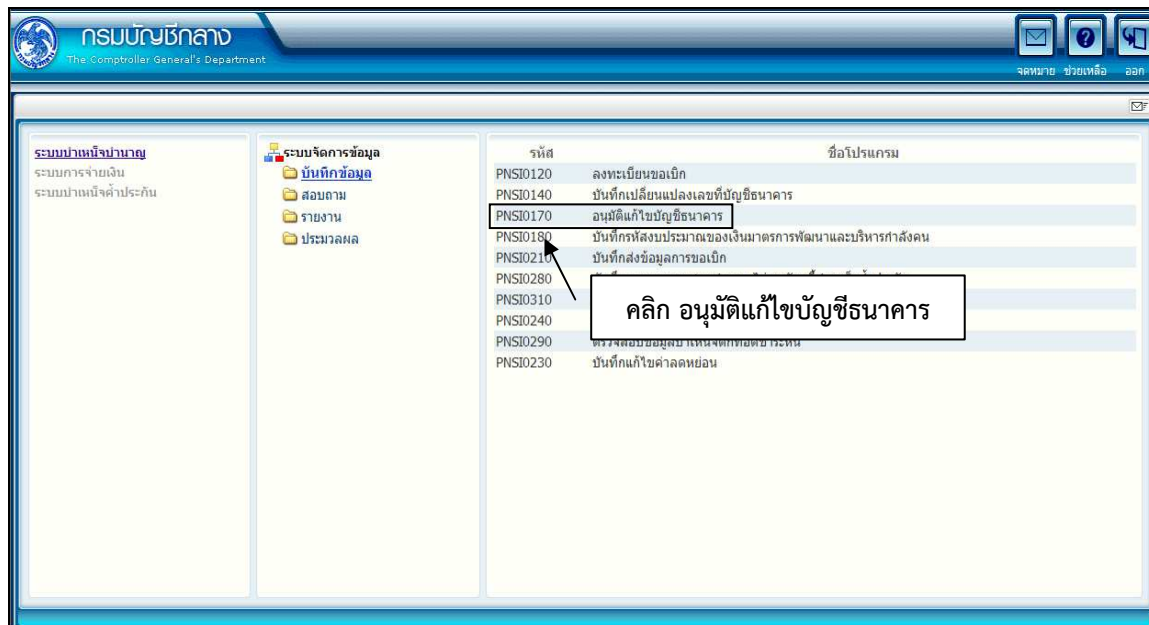 กรมบัญชีกลาง
The Comptroller General's Department
จดหมาย ช่วยเหลือ ออก
ระบบบำเหน็จบำนาญ
ระบบการจ่ายเงิน
ระบบบำเหน็จค้ำประกัน
ระบบจัดการข้อมูล
บันทึกข้อมูล
สอบถาม
รายงาน
ประมวลผล
รหัส ชื่อโปรแกรม
PNSI0120 ลงทะเบียนขอเบิก
PNSI0140 บันทึกเปลี่ยนแปลงเลขที่บัญชีธนาคาร
PNSI0170 อนุมัติแก้ไขบัญชีธนาคาร
PNSI0180 บันทึกรหัสงบประมาณของเงินมาตรการพัฒนาและบริหารกำลังคน
PNSI0210 บันทึกส่งข้อมูลการขอเบิก
PNSI0280
PNSI0310
PNSI0240
PNSI0290
PNSI0230 บันทึกแก้ไขค่าลดหย่อน
คลิก อนุมัติแก้ไขบัญชีธนาคาร